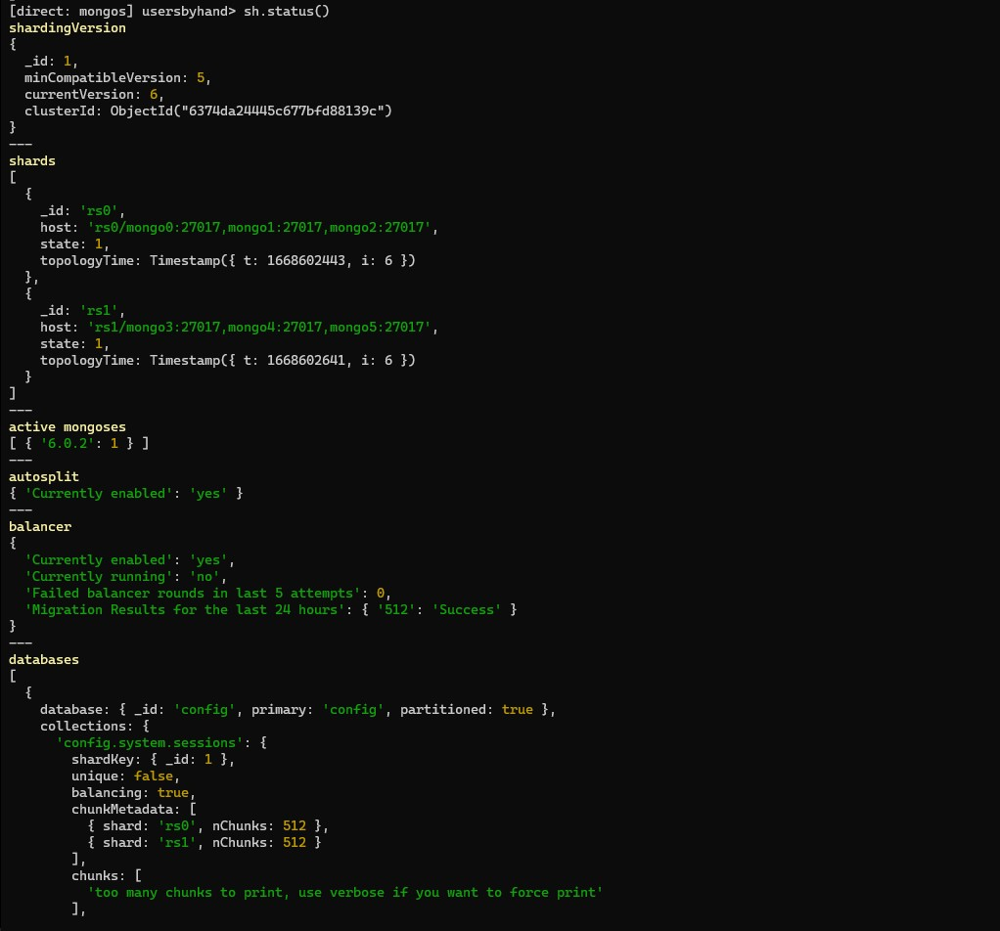 [direct: mongos] usersbyhand> sh.status()
shardingVersion
{
  _id: 1,
  minCompatibleVersion: 5,
  currentVersion: 6,
  clusterId: ObjectId("6374da24445c677bfd88139c")
}
---
shards
[
  {
    _id: 'rs0',
    host: 'rs0/mongo0:27017,mongo1:27017,mongo2:27017',
    state: 1,
    topologyTime: Timestamp({ t: 1668602443, i: 6 })
  },
  {
    _id: 'rs1',
    host: 'rs1/mongo3:27017,mongo4:27017,mongo5:27017',
    state: 1,
    topologyTime: Timestamp({ t: 1668602641, i: 6 })
  }
]
---
active mongoses
[ { '6.0.2': 1 } ]
---
autosplit
{ 'Currently enabled': 'yes' }
---
balancer
{
  'Currently enabled': 'yes',
  'Currently running': 'no',
  'Failed balancer rounds in last 5 attempts': 0,
  'Migration Results for the last 24 hours': { '512': 'Success' }
}
---
databases
[
  {
    database: { _id: 'config', primary: 'config', partitioned: true },
    collections: {
      'config.system.sessions': {
        shardKey: { _id: 1 },
        unique: false,
        balancing: true,
        chunkMetadata: [
          { shard: 'rs0', nChunks: 512 },
          { shard: 'rs1', nChunks: 512 }
        ],
        chunks: [
          'too many chunks to print, use verbose if you want to force print'
        ],